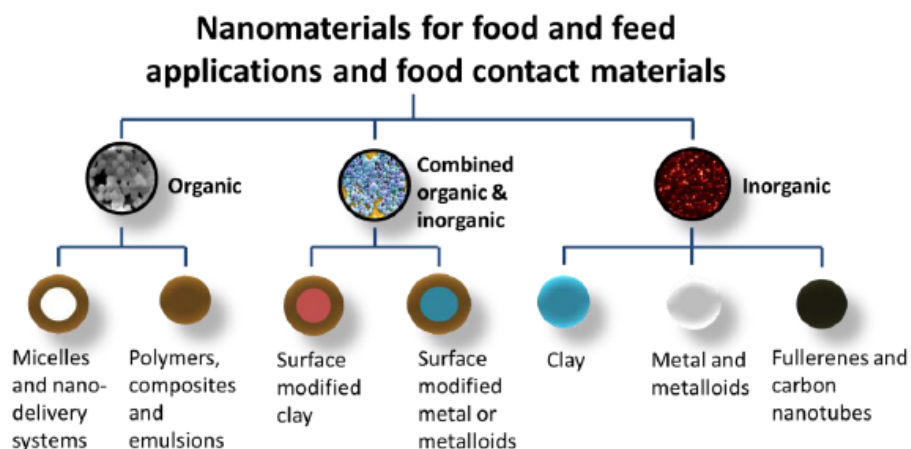 Nanomaterials for food and feed
applications and food contact materials
Organic
Combined
organic &
inorganic
Inorganic
Micelles
and nano-
delivery
systems
Polymers,
composites
and
emulsions
Surface
modified
clay
Surface
modified
metal or
metalloids
Clay
Metal and
metalloids
Fullerenes and
carbon
nanotubes